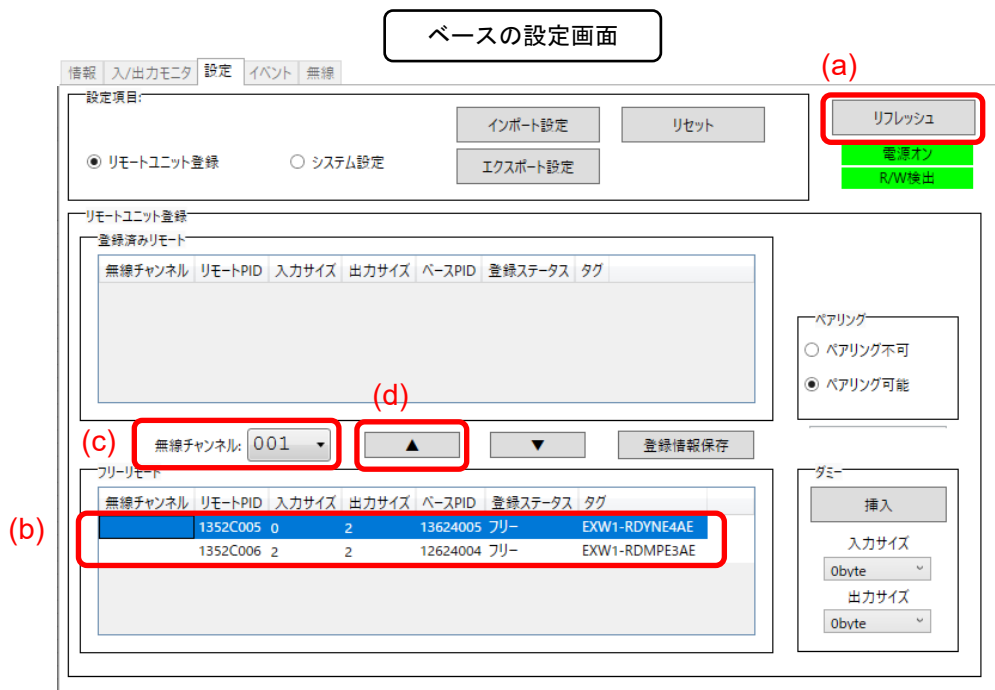 ベースの設定画面
情報 入/出力モニタ 設定 イベント 無線
(a)
設定項目:
インポート設定 リセット
リフレッシュ
リモートユニット登録 システム設定
エクスポート設定
電源オン
R/W検出
リモートユニット登録
登録済みリモート
無線チャンネル リモートPID 入力サイズ 出力サイズ ベースPID 登録ステータス タグ
ペアリング
ペアリング不可
ペアリング可能
(d)
(c)
無線チャンネル: 001 ▲ ▼ 登録情報保存
フリーリモート
無線チャンネル リモートPID 入力サイズ 出力サイズ ベースPID 登録ステータス タグ
(b)
1352C005 0 2 13624005 フリー EXW1-RDYNE4AE
1352C006 2 2 12624004 フリー EXW1-RDMPE3AE
ダミー
挿入
入力サイズ
0byte
出力サイズ
0byte